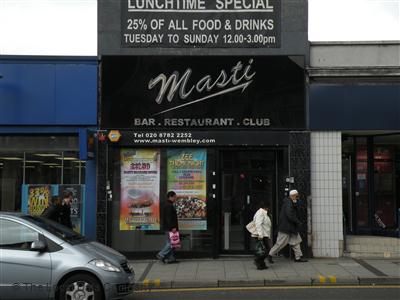 LUNCHTIME SPECIAL
25% OF ALL FOOD & DRINKS
TUESDAY TO SUNDAY 12.00-3.00PM
Masti
BAR . RESTAURANT . CLUB
Tel 020 8782 2252
www.masti-wembley.com